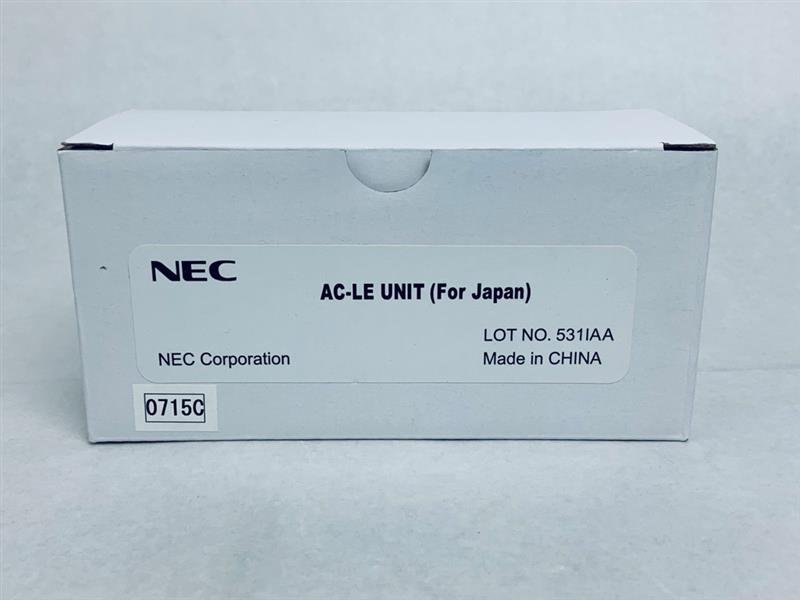 NEC
AC-LE UNIT (For Japan)
LOT NO. 531IAA
NEC Corporation
Made in CHINA
0715C